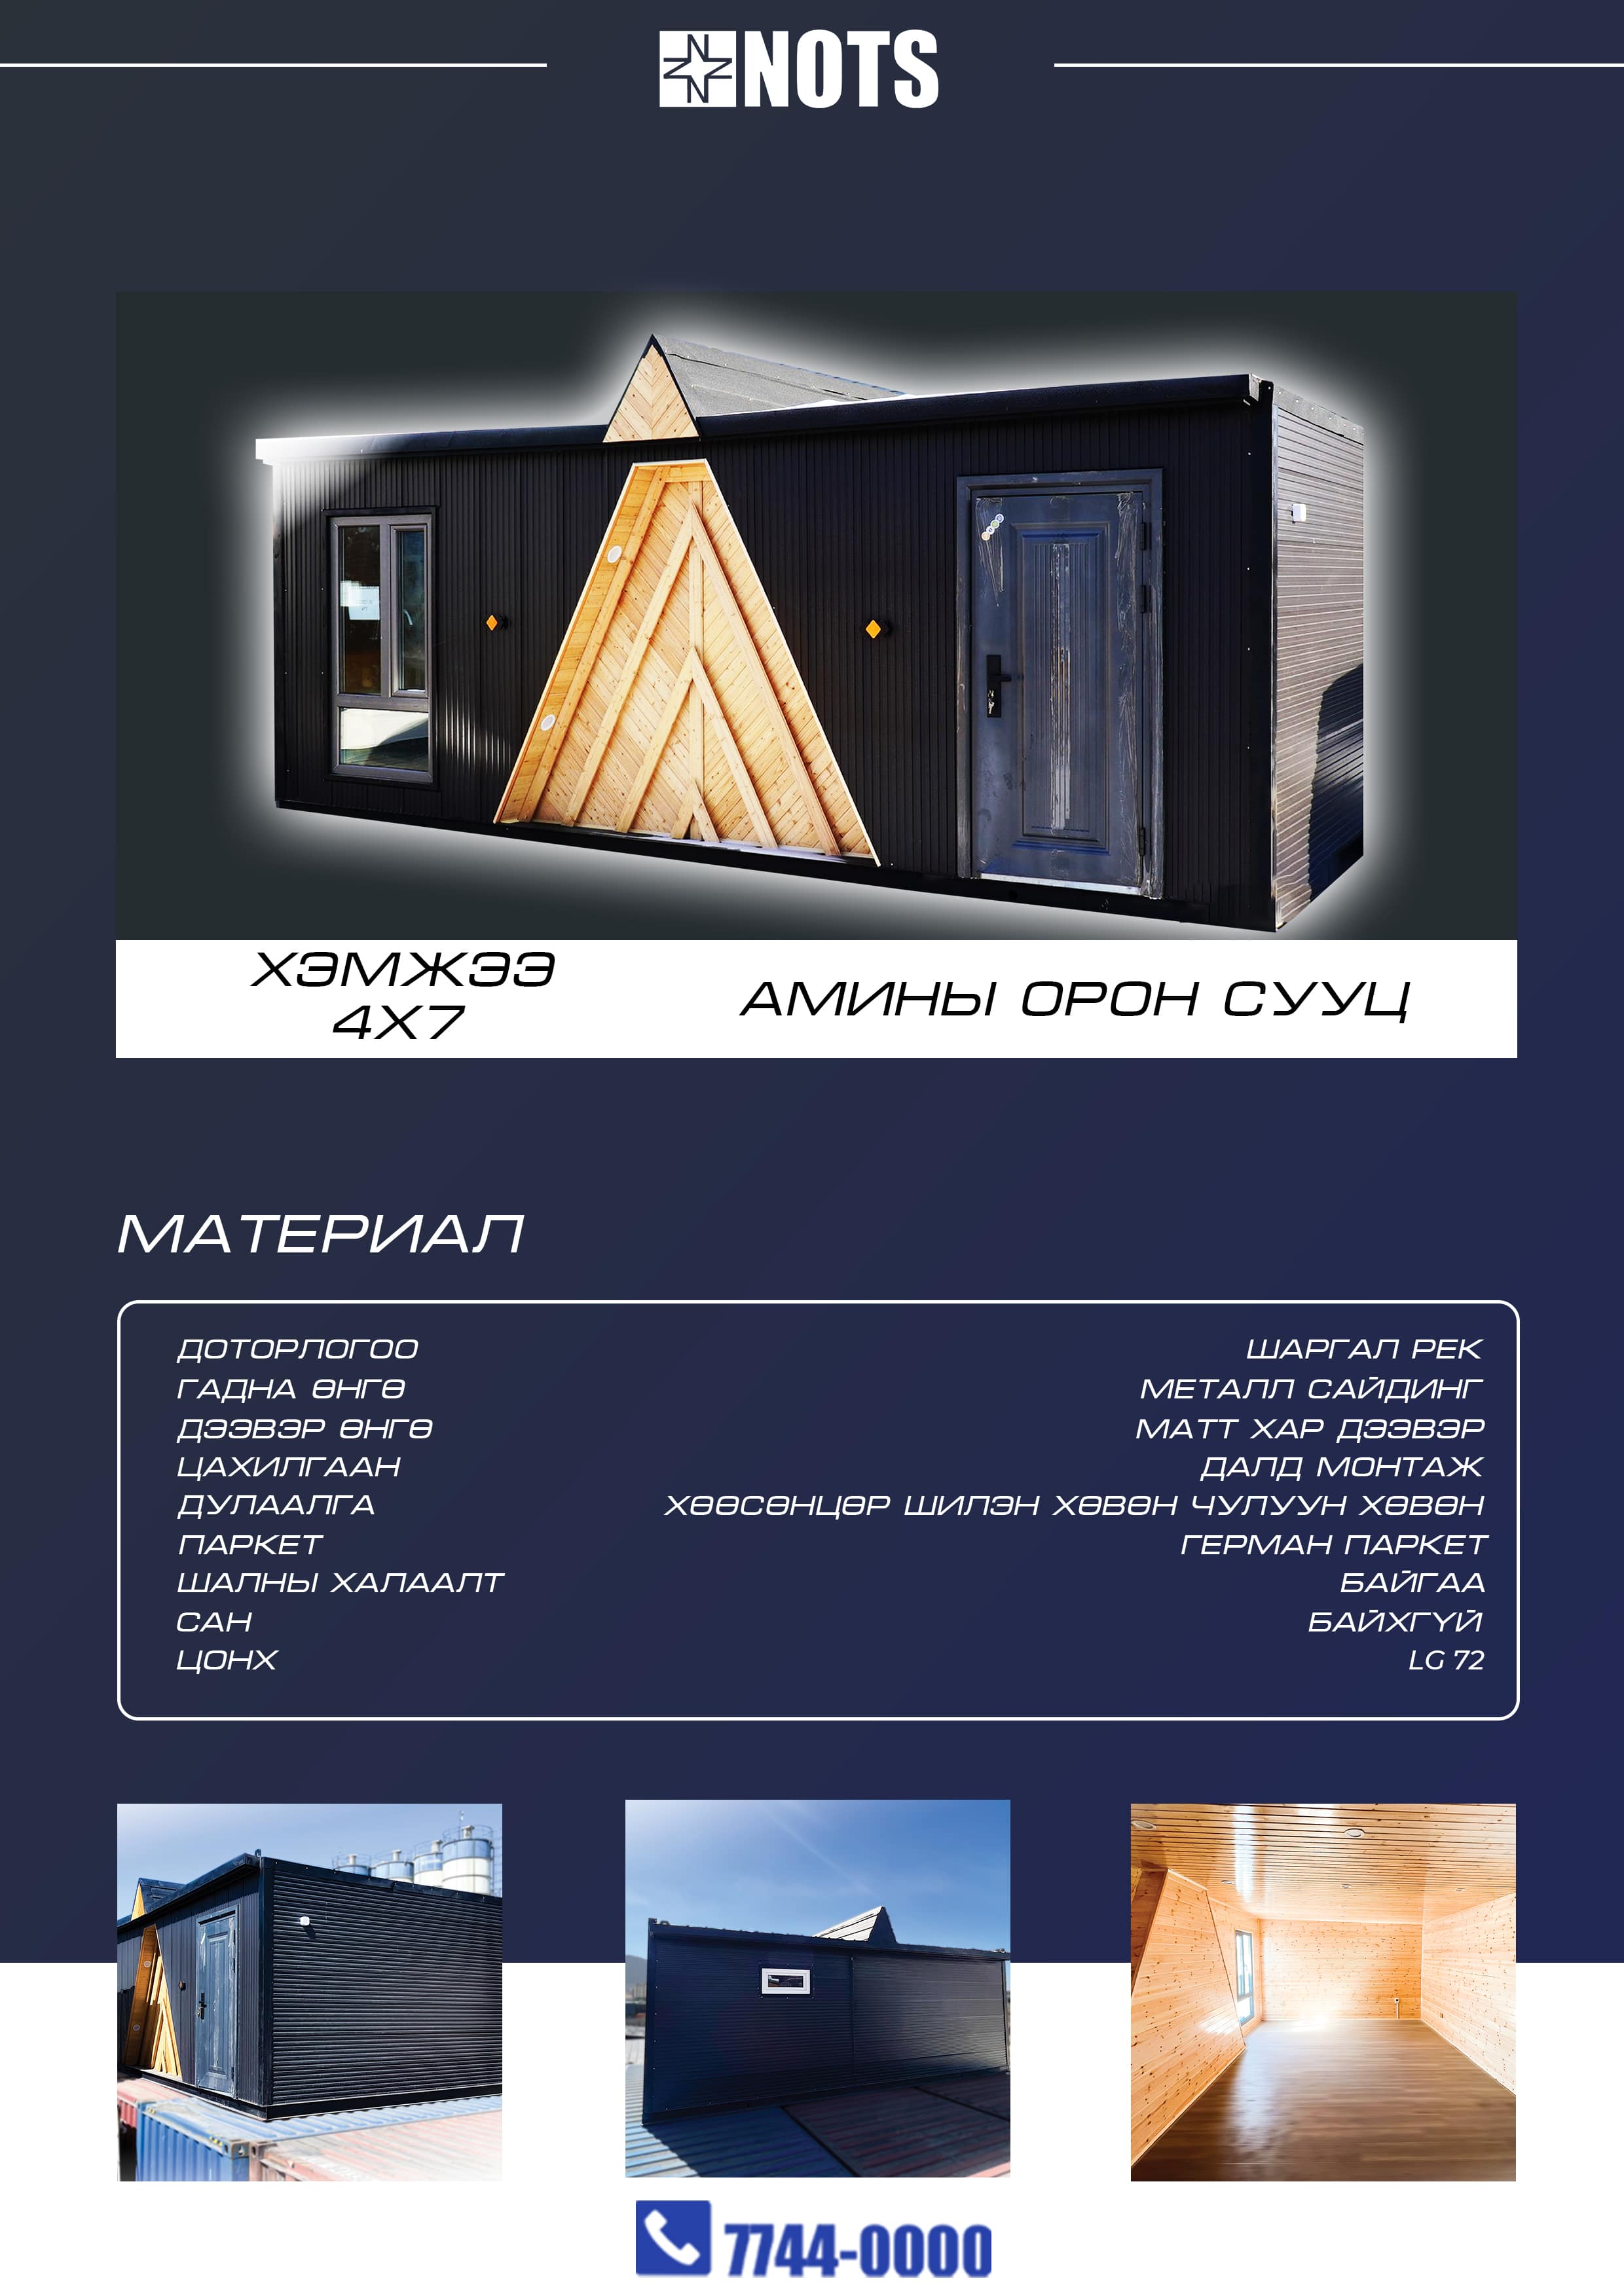 NOTS
ХЭМЖЭЭ
4X7
АМИНЫ ОРОН СУУЦ
МАТЕРИАЛ
ДОТОРЛОГОО ШАРГАЛ РЕК
ГАДНА ӨНГӨ МЕТАЛЛ САЙДИНГ
ДЭЭВЭР ӨНГӨ МАТТ ХАР ДЭЭВЭР
ЦАХИЛГААН ДАЛД МОНТАЖ
ДУЛААЛГА ХӨӨСӨНЦӨР ШИЛЭН ХӨВӨН ЧУЛУУН ХӨВӨН
ПАРКЕТ ГЕРМАН ПАРКЕТ
ШАЛНЫ ХАЛААЛТ БАЙГАА
САН БАЙХГҮЙ
ЦОНХ LG 72
7744-0000